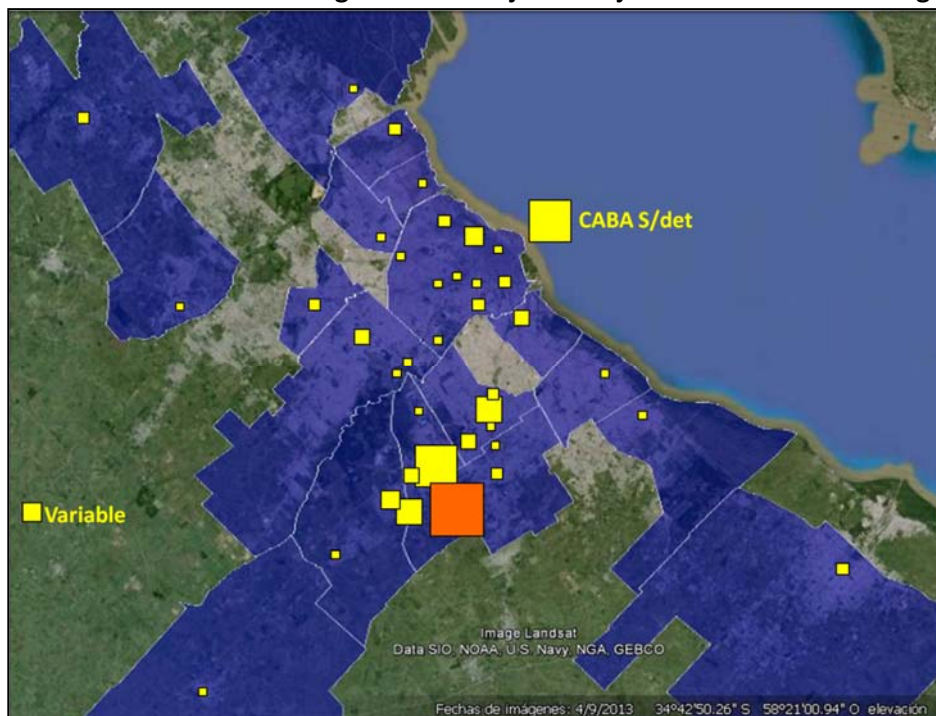 CABA S/det
Variable
Image Landsat
Data SIO, NOAA, U.S. Navy, NGA, GEBCO
Fechas de imágenes: 4/9/2013 34°42'50.26" S 58°21'00.94" O elevación